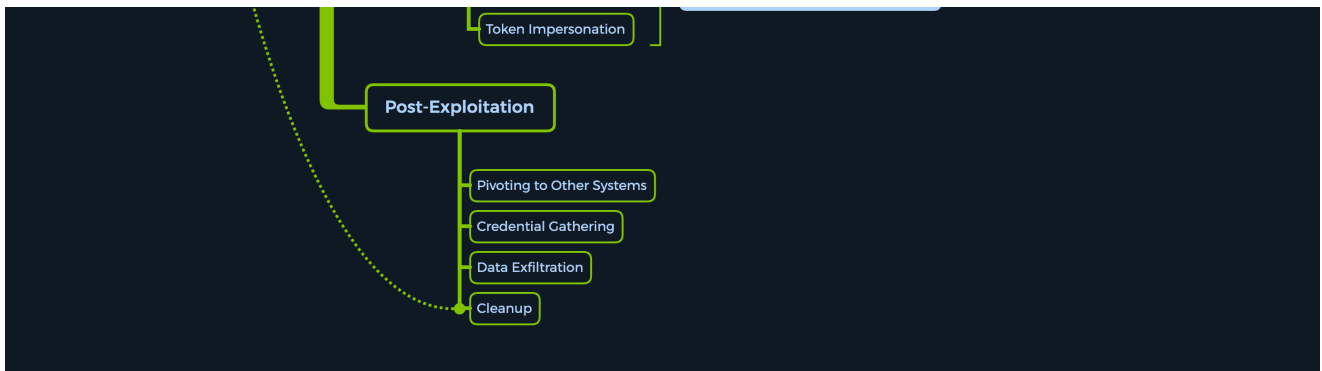 Token Impersonation
Post-Exploitation
Pivoting to Other Systems
Credential Gathering
Data Exfiltration
Cleanup